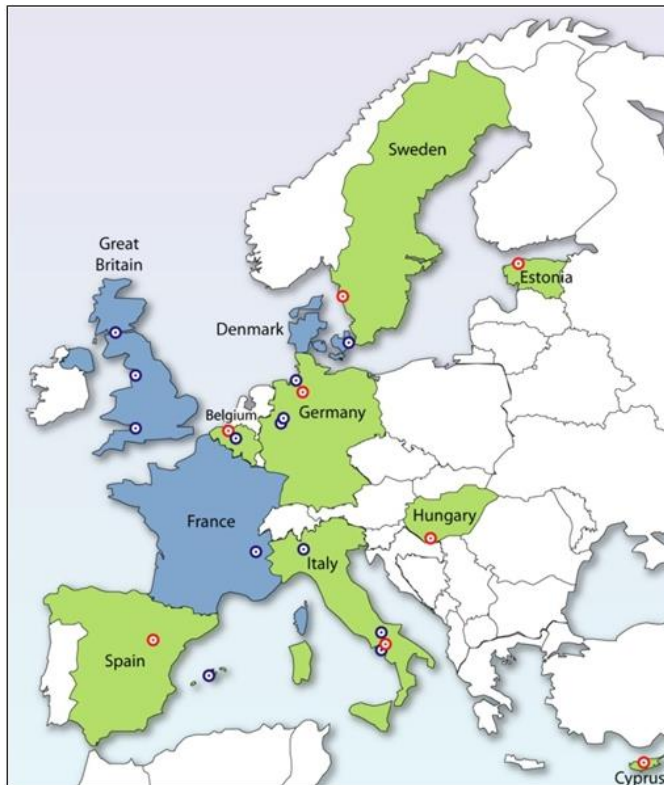 Sweden
Great
Britain
Estonia
Denmark
Belgium
Germany
France
Hungary
Italy
Spain
Cyprus